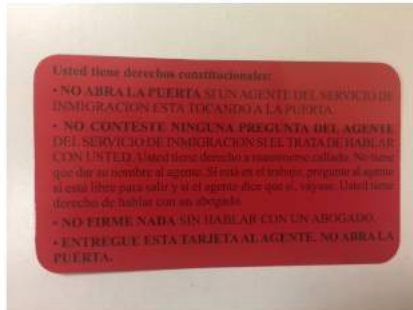 Usted tiene derechos constitucionales:
• NO ABRA LA PUERTA SI UN AGENTE DEL SERVICIO DE
INMIGRACION ESTÁ TOCANDO A LA PUERTA.
• NO CONTESTE NINGUNA PREGUNTA DEL AGENTE
DEL SERVICIO DE INMIGRACION SI EL TRATA DE HABLAR
CON USTED. Usted tiene derecho a mantenerse callado. No tiene
que dar su nombre al agente. Si está en el trabajo, pregunte al agente
si está libre para salir y si el agente dice que sí, váyase. Usted tiene
derecho de hablar con un abogado.
• NO FIRME NADA SIN HABLAR CON UN ABOGADO.
• ENTREGUE ESTA TARJETA AL AGENTE. NO ABRA LA
PUERTA.